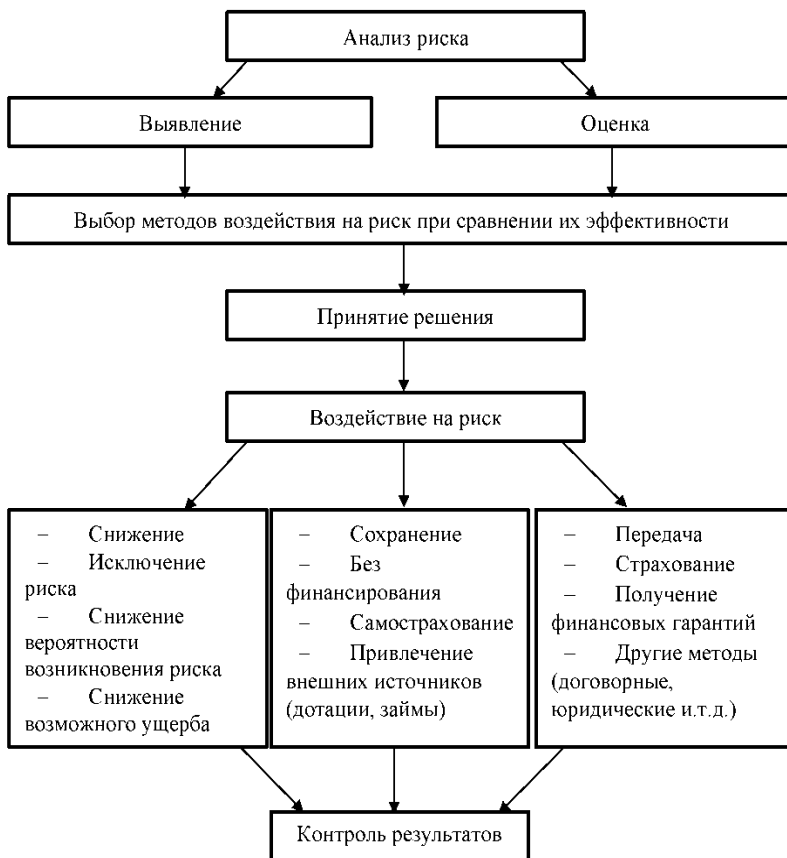 Анализ риска
Выявление
Оценка
Выбор методов воздействия на риск при сравнении их эффективности
Принятие решения
Воздействие на риск
– Снижение
– Исключение
риска
– Снижение
вероятности
возникновения риска
– Снижение
возможного ущерба
– Сохранение
– Без
финансирования
– Самострахование
– Привлечение
внешних источников
(дотации, займы)
– Передача
– Страхование
– Получение
финансовых гарантий
– Другие методы
(договорные,
юридические и.т.д.)
Контроль результатов